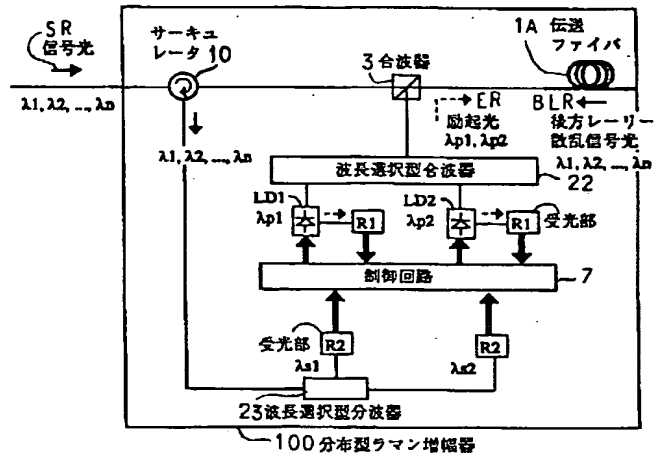 SR
信号光
λ1, λ2, ..., λn
サーキュ
レータ 10
λ1, λ2, ..., λn
3 合波器
1A 伝送
ファイバ
ER
励起光
λp1, λp2
BLR
後方レーリー
散乱信号光
λ1, λ2, ..., λn
波長選択型合波器
22
LD1
λp1
R1
LD2
λp2
R1
受光部
制御回路
7
受光部
R2
λs1
R2
λs2
23 波長選択型分波器
100 分布型ラマン増幅器